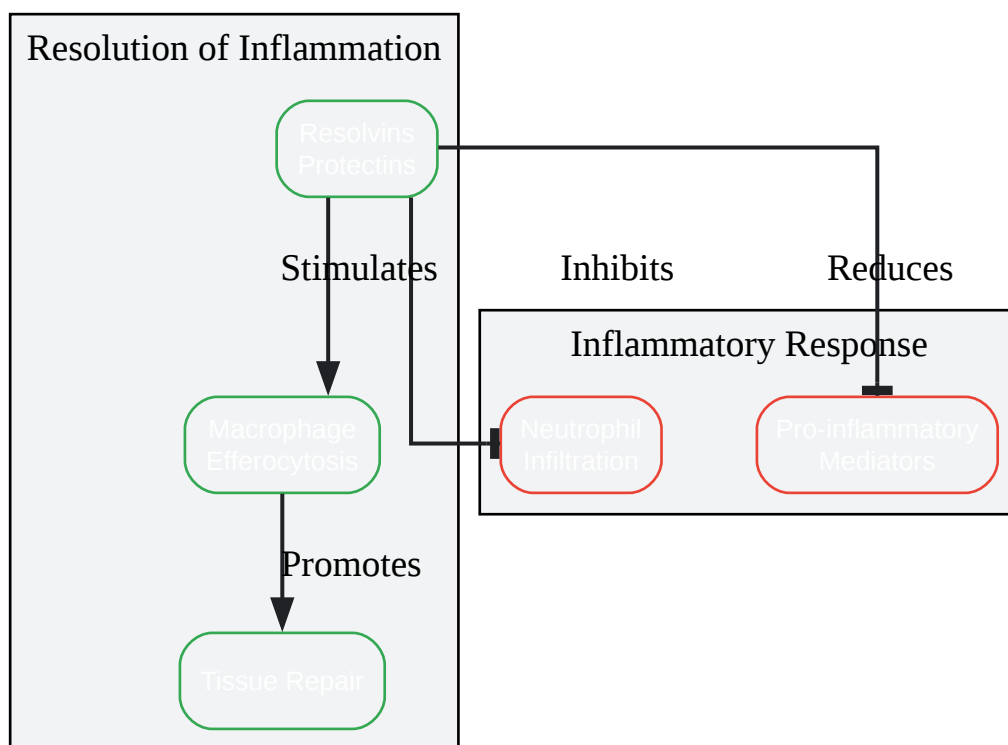 Resolution of Inflammation
Resolvins
Protectins
Stimulates
Inhibits
Reduces
Inflammatory Response
Macrophage
Efferocytosis
Neutrophil
Infiltration
Pro-inflammatory
Mediators
Promotes
Tissue Repair